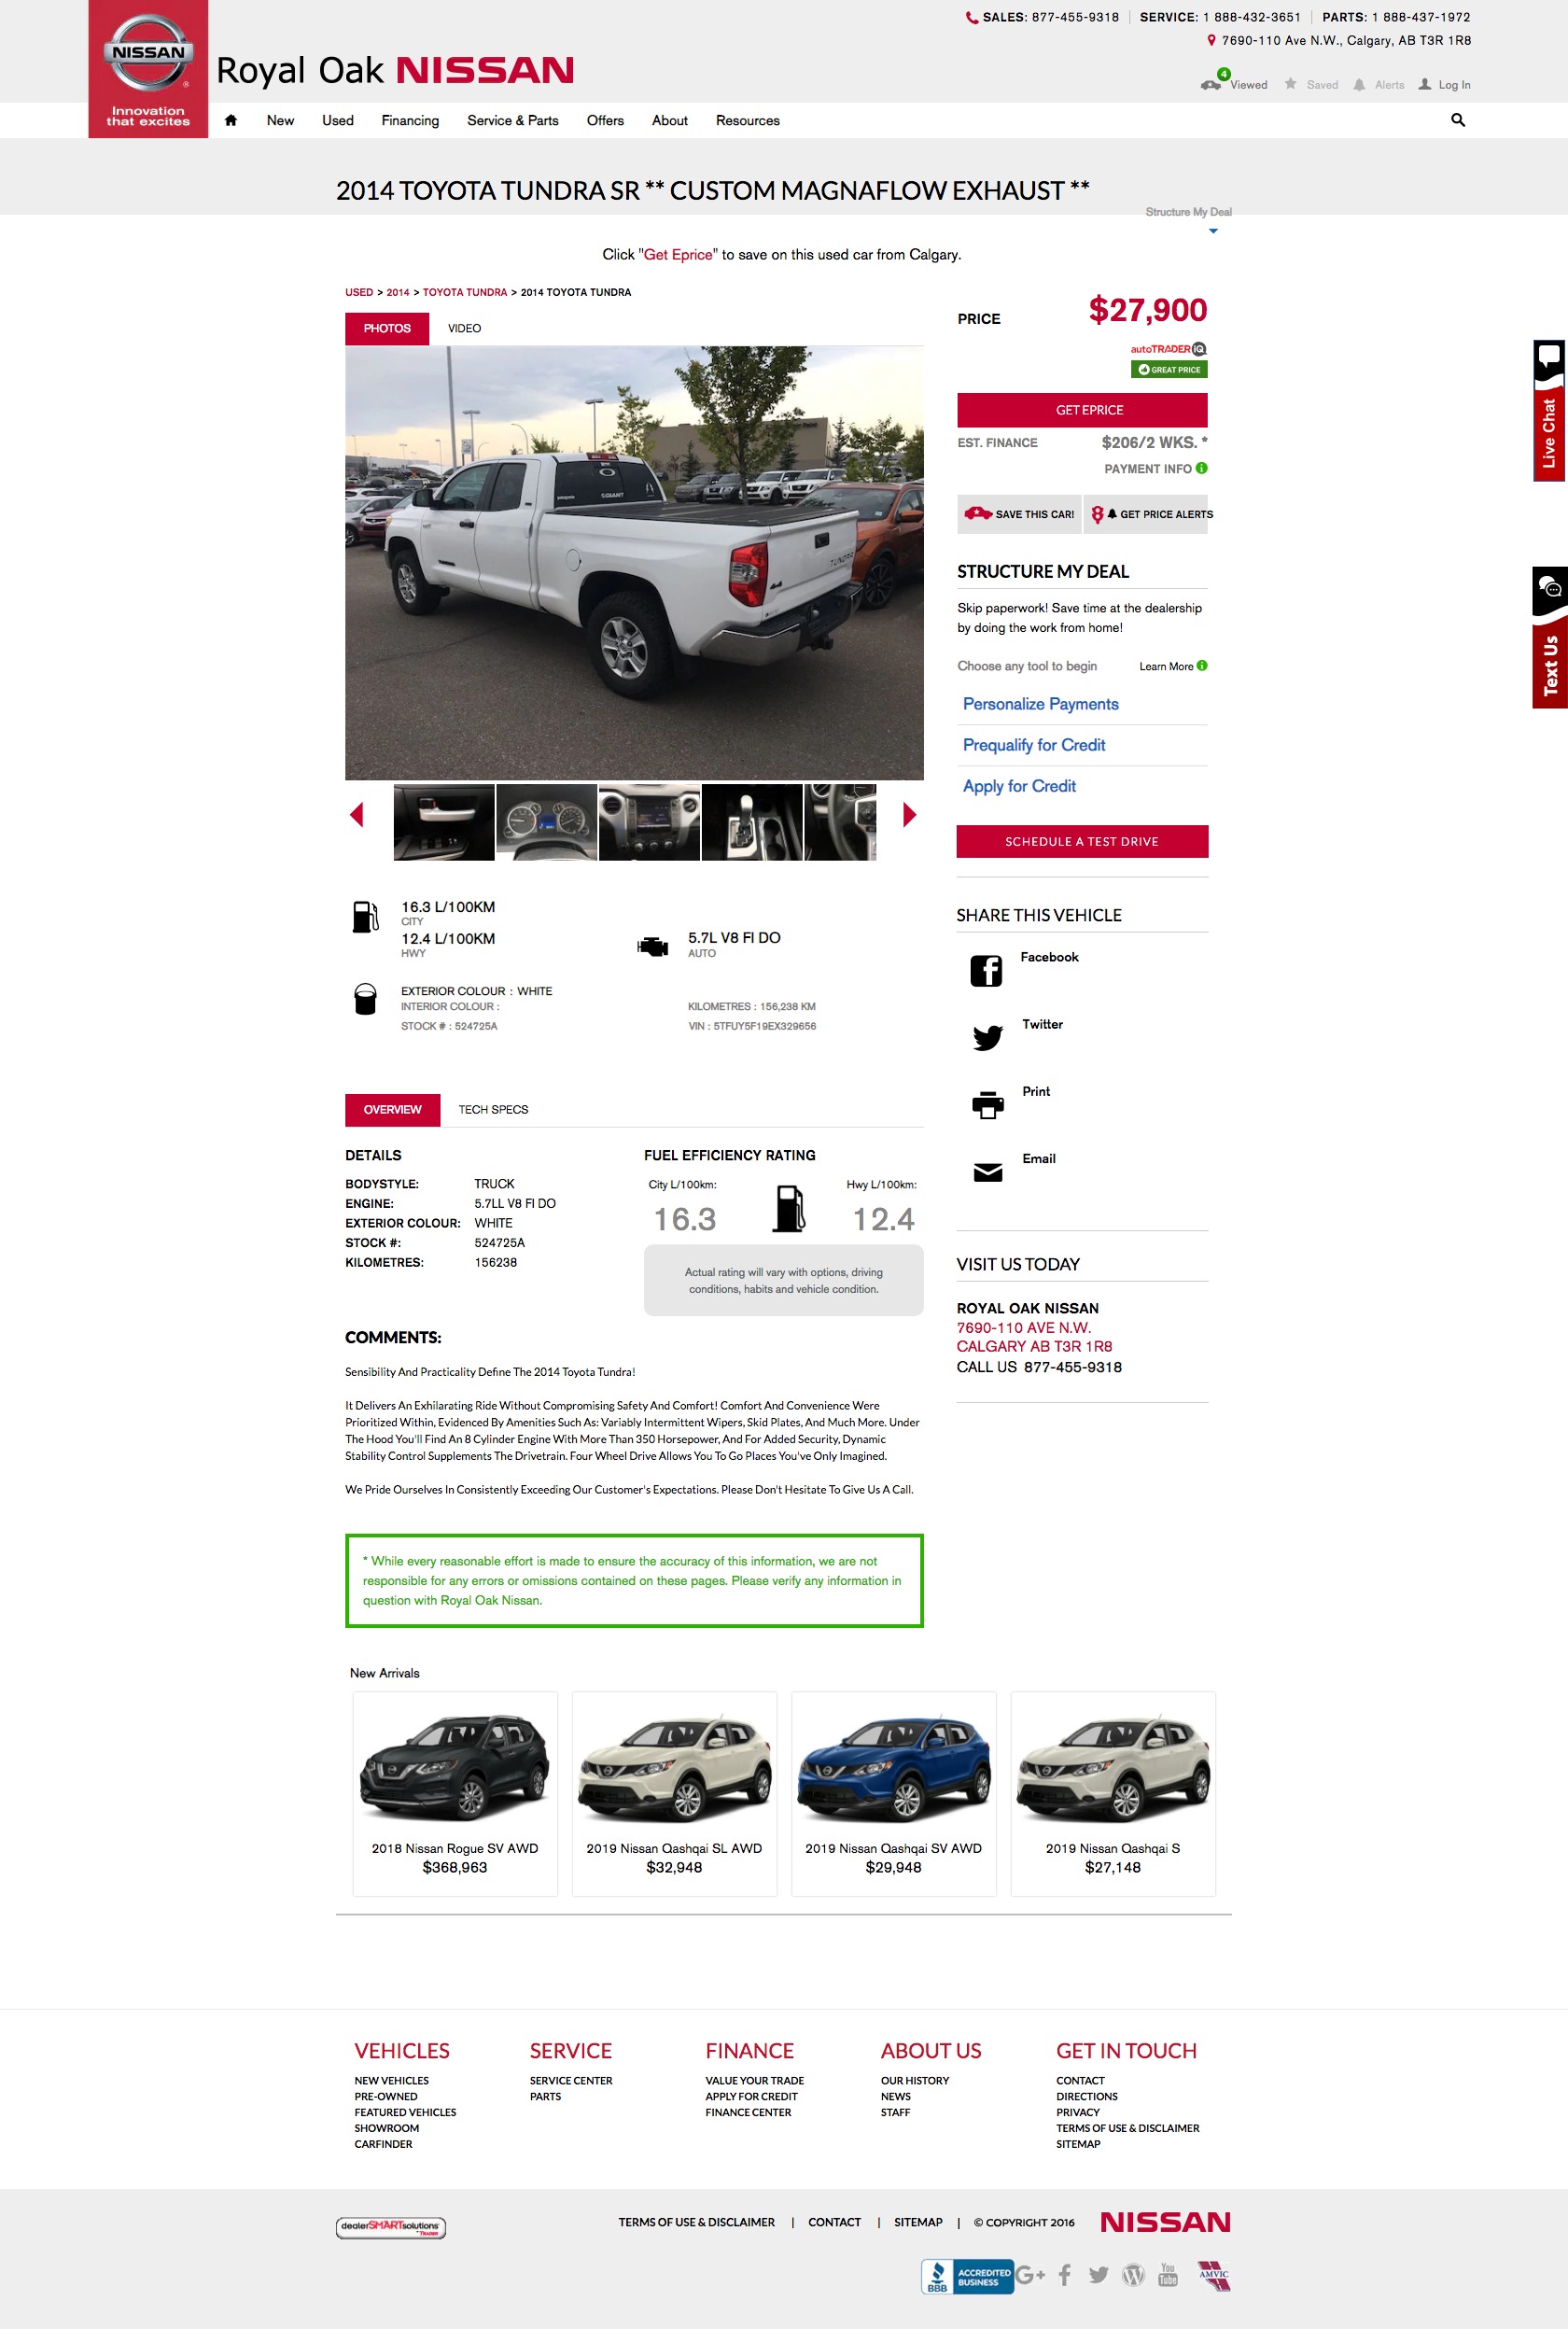 SALES: 877-455-9318 | SERVICE: 1 888-432-3651 | PARTS: 1 888-437-1972
7690-110 Ave N.W., Calgary, AB T3R 1R8
NISSAN
Innovation
that excites
Royal Oak NISSAN
4
Viewed Saved Alerts Log In
New Used Financing Service & Parts Offers About Resources
2014 TOYOTA TUNDRA SR ** CUSTOM MAGNAFLOW EXHAUST **
Structure My Deal
Click "Get Eprice" to save on this used car from Calgary.
USED > 2014 > TOYOTA TUNDRA > 2014 TOYOTA TUNDRA
PHOTOS VIDEO
TUNDRA
4x4
GIANT
PRICE $27,900
autoTRADER IQ
GREAT PRICE
GET EPRICE
EST. FINANCE $206/2 WKS. *
PAYMENT INFO
SAVE THIS CAR! GET PRICE ALERTS
Live Chat
Text Us
STRUCTURE MY DEAL
Skip paperwork! Save time at the dealership
by doing the work from home!
Choose any tool to begin Learn More
Personalize Payments
Prequalify for Credit
Apply for Credit
SCHEDULE A TEST DRIVE
16.3 L/100KM
CITY
12.4 L/100KM
HWY
5.7L V8 FI DO
AUTO
EXTERIOR COLOUR : WHITE
INTERIOR COLOUR :
STOCK # : 524725A
KILOMETRES : 156,238 KM
VIN : 5TFUY5F19EX329656
SHARE THIS VEHICLE
Facebook
Twitter
Print
Email
OVERVIEW TECH SPECS
DETAILS
BODYSTYLE: TRUCK
ENGINE: 5.7LL V8 FI DO
EXTERIOR COLOUR: WHITE
STOCK #: 524725A
KILOMETRES: 156238
FUEL EFFICIENCY RATING
City L/100km: Hwy L/100km:
16.3 12.4
Actual rating will vary with options, driving
conditions, habits and vehicle condition.
VISIT US TODAY
ROYAL OAK NISSAN
7690-110 AVE N.W.
CALGARY AB T3R 1R8
CALL US 877-455-9318
COMMENTS:
Sensibility And Practicality Define The 2014 Toyota Tundra!
It Delivers An Exhilarating Ride Without Compromising Safety And Comfort! Comfort And Convenience Were
Prioritized Within, Evidenced By Amenities Such As: Variably Intermittent Wipers, Skid Plates, And Much More. Under
The Hood You'll Find An 8 Cylinder Engine With More Than 350 Horsepower, And For Added Security, Dynamic
Stability Control Supplements The Drivetrain. Four Wheel Drive Allows You To Go Places You've Only Imagined.
We Pride Ourselves In Consistently Exceeding Our Customer's Expectations. Please Don't Hesitate To Give Us A Call.
* While every reasonable effort is made to ensure the accuracy of this information, we are not
responsible for any errors or omissions contained on these pages. Please verify any information in
question with Royal Oak Nissan.
New Arrivals
2018 Nissan Rogue SV AWD
$368,963
2019 Nissan Qashqai SL AWD
$32,948
2019 Nissan Qashqai SV AWD
$29,948
2019 Nissan Qashqai S
$27,148
VEHICLES
NEW VEHICLES
PRE-OWNED
FEATURED VEHICLES
SHOWROOM
CARFINDER
SERVICE
SERVICE CENTER
PARTS
FINANCE
VALUE YOUR TRADE
APPLY FOR CREDIT
FINANCE CENTER
ABOUT US
OUR HISTORY
NEWS
STAFF
GET IN TOUCH
CONTACT
DIRECTIONS
PRIVACY
TERMS OF USE & DISCLAIMER
SITEMAP
dealerSMARTsolutions
by TRADER
TERMS OF USE & DISCLAIMER | CONTACT | SITEMAP | © COPYRIGHT 2016 NISSAN
BBB ACCREDITED
BUSINESS
G+
You
Tube
AMVIC